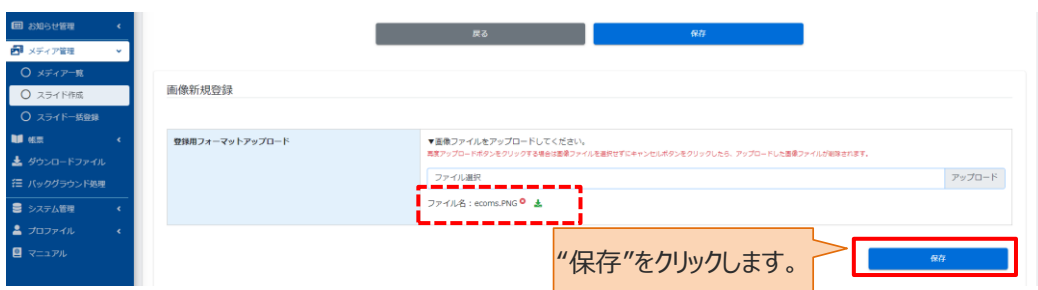 お知らせ管理
メディア管理
メディア一覧
スライド作成
スライド一括登録
帳票
ダウンロードファイル
バックグラウンド処理
システム管理
プロファイル
マニュアル
戻る
保存
画像新規登録
登録用フォーマットアップロード
▼画像ファイルをアップロードしてください。
再度アップロードボタンをクリックする場合は画像ファイルを選択せずにキャンセルボタンをクリックしたら、アップロードした画像ファイルが削除されます。
ファイル選択
アップロード
ファイル名：ecoms.PNG
“保存”をクリックします。
保存